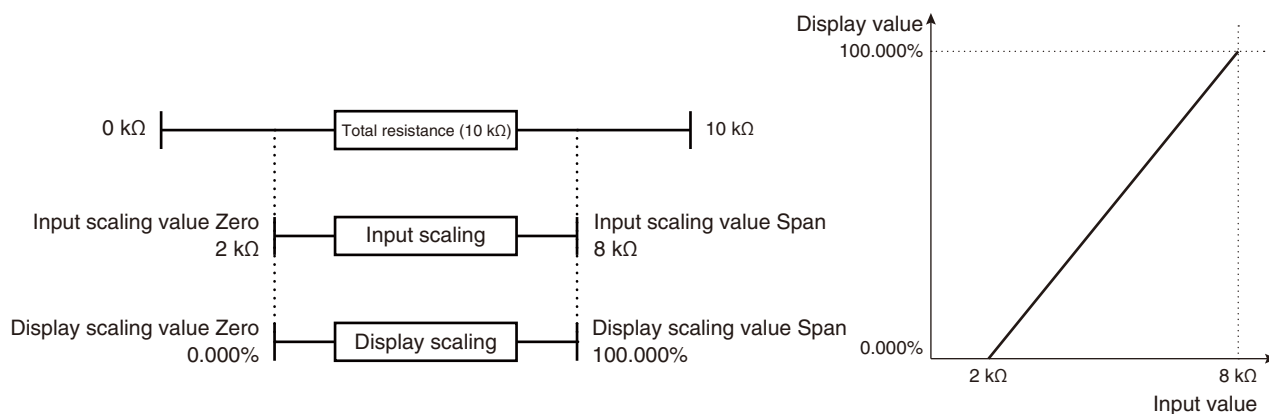 0 kΩ
Total resistance (10 kΩ)
10 kΩ
Input scaling value Zero
2 kΩ
Input scaling
Input scaling value Span
8 kΩ
Display scaling value Zero
0.000%
Display scaling
Display scaling value Span
100.000%
Display value
100.000%
0.000%
2 kΩ
8 kΩ
Input value